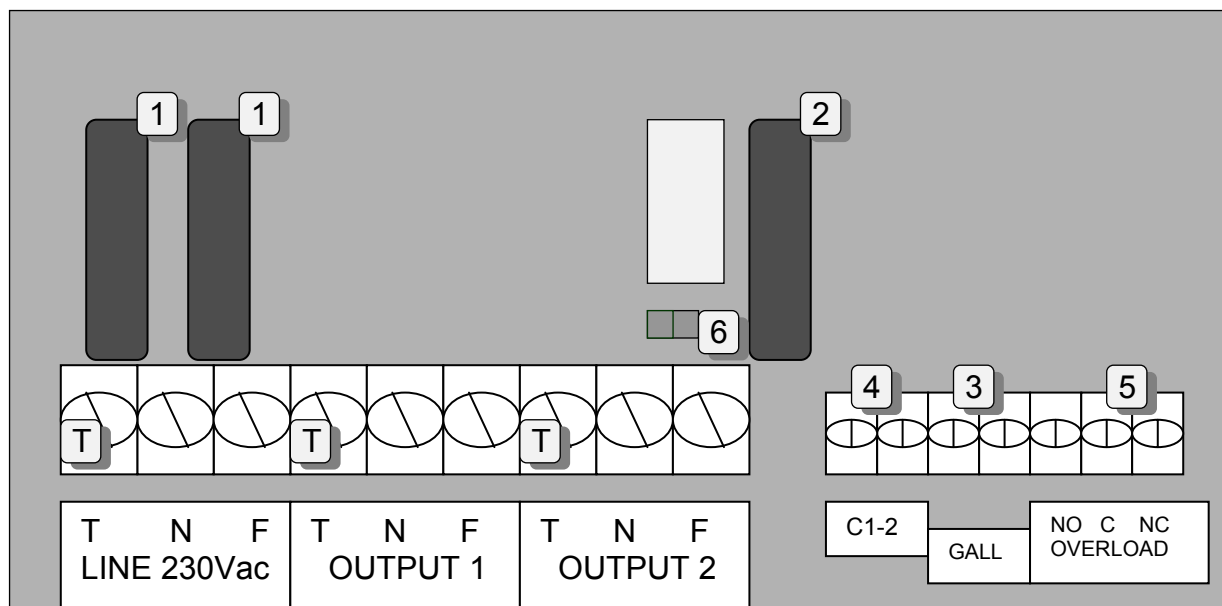 1
1
2
6
4
3
5
T
T
T
T N F
LINE 230Vac
T N F
OUTPUT 1
T N F
OUTPUT 2
C1-2
GALL
NO C NC
OVERLOAD